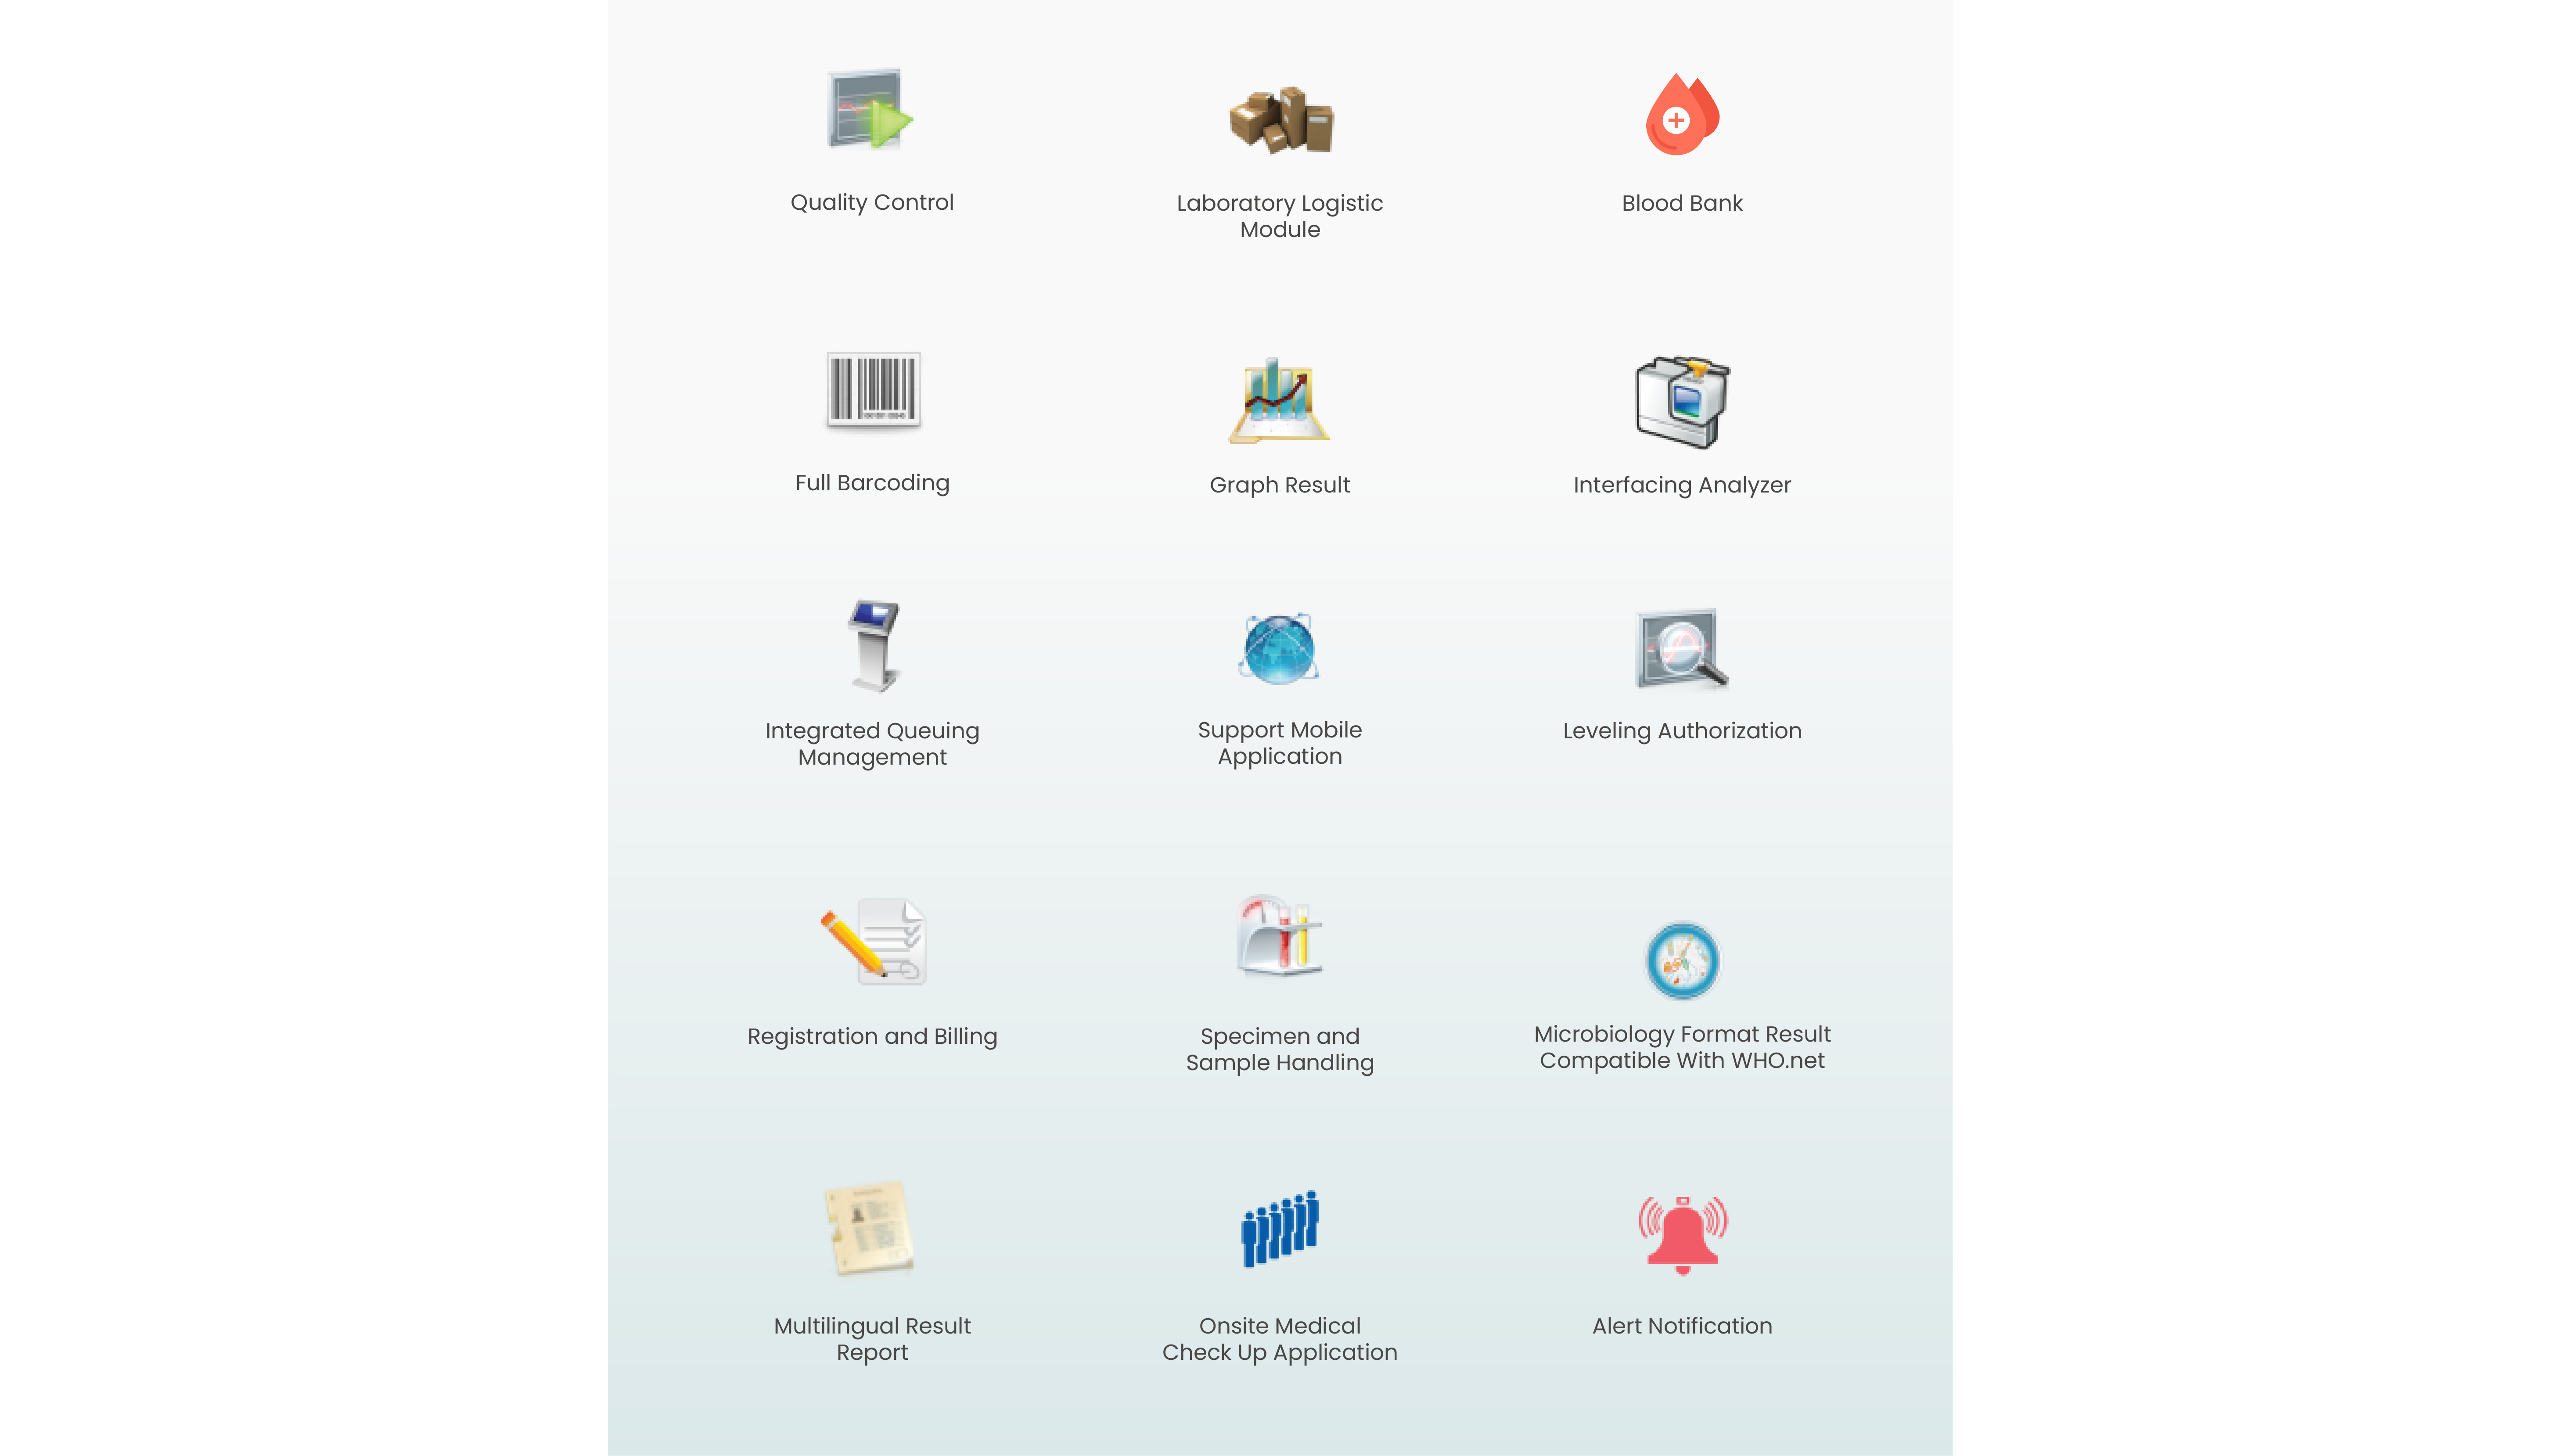 Quality Control
Laboratory Logistic
Module
Blood Bank
Full Barcoding
Graph Result
Interfacing Analyzer
Integrated Queuing
Management
Support Mobile
Application
Leveling Authorization
Registration and Billing
Specimen and
Sample Handling
Microbiology Format Result
Compatible With WHO.net
Multilingual Result
Report
Onsite Medical
Check Up Application
Alert Notification